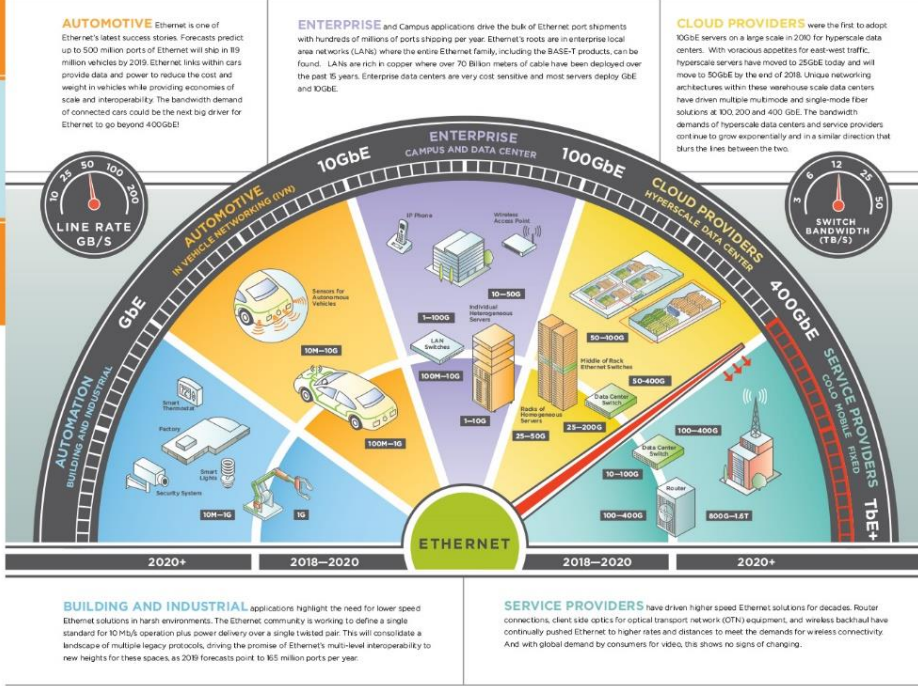 AUTOMOTIVE Ethernet is one of
Ethernet's latest success stories. Forecasts predict
up to 500 million ports of Ethernet will ship in 119
million vehicles by 2019. Ethernet links within cars
provide data and power to reduce the cost and
weight in vehicles while providing economies of
scale and interoperability. The bandwidth demand
of connected cars could be the next big driver for
Ethernet to go beyond 400GbE!
ENTERPRISE and Campus applications drive the bulk of Ethernet port shipments
with hundreds of millions of ports shipping per year. Ethernet's roots are in enterprise local
area networks (LANs) where the entire Ethernet family, including the BASE-T products, can be
found. LANs are rich in copper where over 70 Billion meters of cable have been deployed over
the past 15 years. Enterprise data centers are very cost sensitive and most servers deploy GbE
and 10GbE.
CLOUD PROVIDERS were the first to adopt
10GbE servers on a large scale in 2010 for hyperscale data
centers. With voracious appetites for east-west traffic,
hyperscale servers have moved to 25GbE today and will
move to 50GbE by the end of 2018. Unique networking
architectures within these warehouse scale data centers
have driven multiple multimode and single-mode fiber
solutions at 100, 200 and 400 GbE. The bandwidth
demands of hyperscale data centers and service providers
continue to grow exponentially and in a similar direction that
blurs the lines between the two.
10 25 50 100 200
LINE RATE
GB/S
3 6 12 25 50
SWITCH
BANDWIDTH
(TB/S)
GbE
10GbE
100GbE
400GbE
TbE+
AUTOMATION
BUILDING AND INDUSTRIAL
AUTOMOTIVE
IN VEHICLE NETWORKING (IVN)
ENTERPRISE
CAMPUS AND DATA CENTER
CLOUD PROVIDERS
HYPERSCALE DATA CENTER
SERVICE PROVIDERS
COLO MOBILE FIXED
Smart
Thermostat
Factory
Smart
Lights
Security System
10M—1G
1G
Sensors for
Autonomous
Vehicles
10M—10G
100M—1G
IP Phone
Wireless
Access Point
10—50G
1—100G
Individual
Heterogeneous
Servers
LAN
Switches
100M—10G
1—10G
50—100G
Middle of Rack
Ethernet Switches
50-400G
Data Center
Switch
Racks of
Homogeneous
Servers
25—200G
25—50G
100—400G
Data Center
Switch
10—100G
Router
100—400G
800G—1.6T
ETHERNET
2020+
2018—2020
2018—2020
2020+
BUILDING AND INDUSTRIAL applications highlight the need for lower speed
Ethernet solutions in harsh environments. The Ethernet community is working to define a single
standard for 10 Mb/s operation plus power delivery over a single twisted pair. This will consolidate a
landscape of multiple legacy protocols, driving the promise of Ethernet's multi-level interoperability to
new heights for these spaces, as 2019 forecasts point to 165 million ports per year.
SERVICE PROVIDERS have driven higher speed Ethernet solutions for decades. Router
connections, client side optics for optical transport network (OTN) equipment, and wireless backhaul have
continually pushed Ethernet to higher rates and distances to meet the demands for wireless connectivity.
And with global demand by consumers for video, this shows no signs of changing.